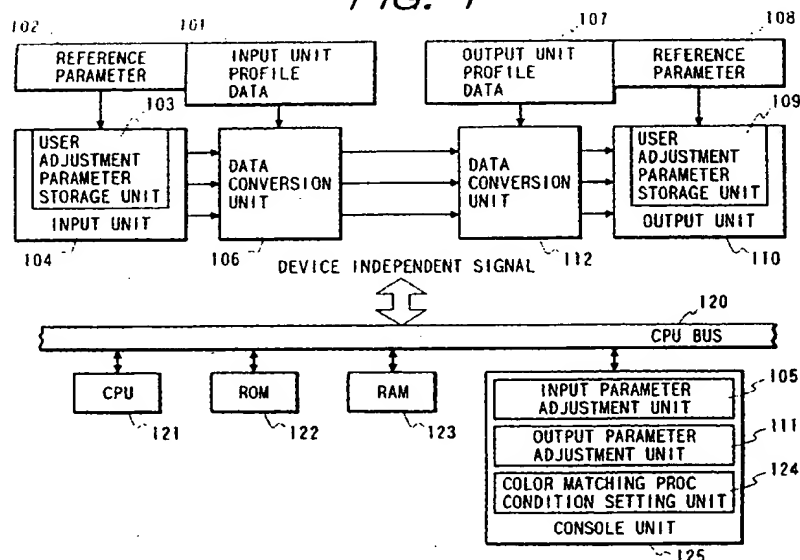 FIG. 1
102
101
107
108
REFERENCE
PARAMETER
INPUT UNIT
PROFILE
DATA
OUTPUT UNIT
PROFILE
DATA
REFERENCE
PARAMETER
103
109
USER
ADJUSTMENT
PARAMETER
STORAGE UNIT
INPUT UNIT
DATA
CONVERSION
UNIT
DATA
CONVERSION
UNIT
USER
ADJUSTMENT
PARAMETER
STORAGE UNIT
OUTPUT UNIT
104
106
112
110
DEVICE INDEPENDENT SIGNAL
120
CPU BUS
CPU
121
ROM
122
RAM
123
INPUT PARAMETER
ADJUSTMENT UNIT
105
OUTPUT PARAMETER
ADJUSTMENT UNIT
111
COLOR MATCHING PROC
CONDITION SETTING UNIT
124
CONSOLE UNIT
125